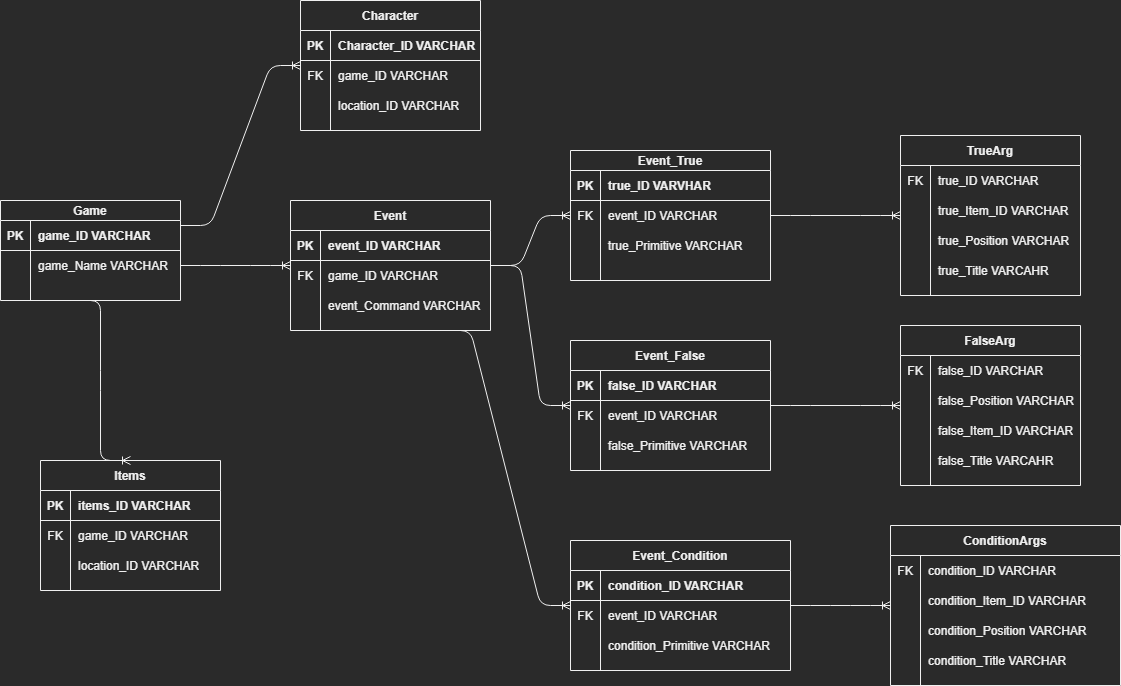 Character
PK Character_ID VARCHAR
FK game_ID VARCHAR
location_ID VARCHAR
Game
PK game_ID VARCHAR
game_Name VARCHAR
Event
PK event_ID VARCHAR
FK game_ID VARCHAR
event_Command VARCHAR
Event_True
PK true_ID VARVHAR
FK event_ID VARCHAR
true_Primitive VARCHAR
TrueArg
FK true_ID VARCHAR
true_Item_ID VARCHAR
true_Position VARCHAR
true_Title VARCAHR
Event_False
PK false_ID VARCHAR
FK event_ID VARCHAR
false_Primitive VARCHAR
FalseArg
FK false_ID VARCHAR
false_Position VARCHAR
false_Item_ID VARCHAR
false_Title VARCAHR
Items
PK items_ID VARCHAR
FK game_ID VARCHAR
location_ID VARCHAR
Event_Condition
PK condition_ID VARCHAR
FK event_ID VARCHAR
condition_Primitive VARCHAR
ConditionArgs
FK condition_ID VARCHAR
condition_Item_ID VARCHAR
condition_Position VARCHAR
condition_Title VARCHAR